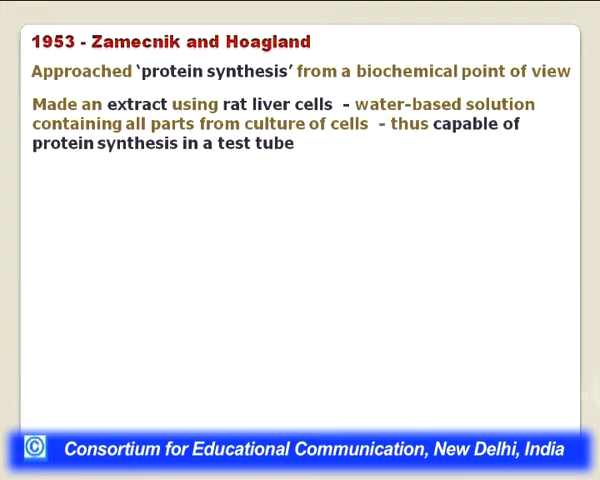 1953 - Zamecnik and Hoagland
Approached ‘protein synthesis’ from a biochemical point of view
Made an extract using rat liver cells - water-based solution
containing all parts from culture of cells - thus capable of
protein synthesis in a test tube
© Consortium for Educational Communication, New Delhi, India